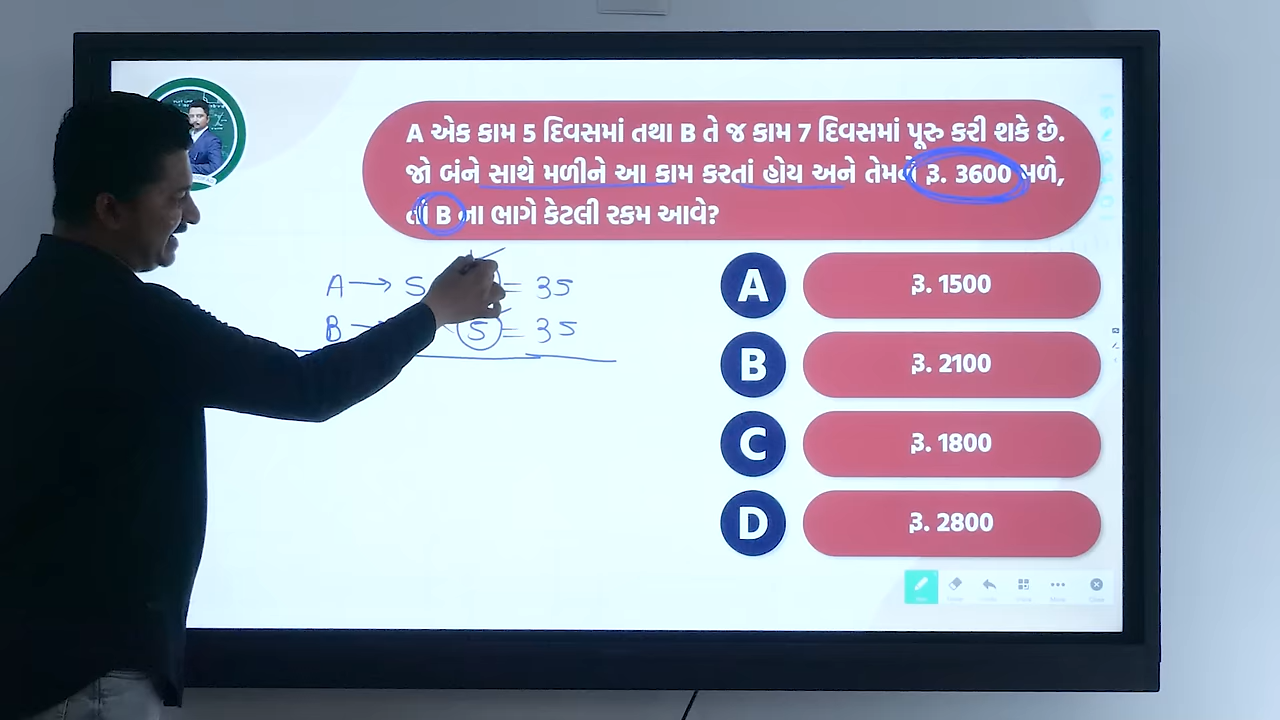 A એક કામ 5 દિવસમાં તથા B તે જ કામ 7 દિવસમાં પૂરુ કરી શકે છે.
જો બંને સાથે મળીને આ કામ કરતાં હોય અને તેમને રૂ. 3600 મળે,
તો B ના ભાગે કેટલી રકમ આવે?
A → 5 = 35
B → 5 = 35
A રૂ. 1500
B રૂ. 2100
C રૂ. 1800
D રૂ. 2800